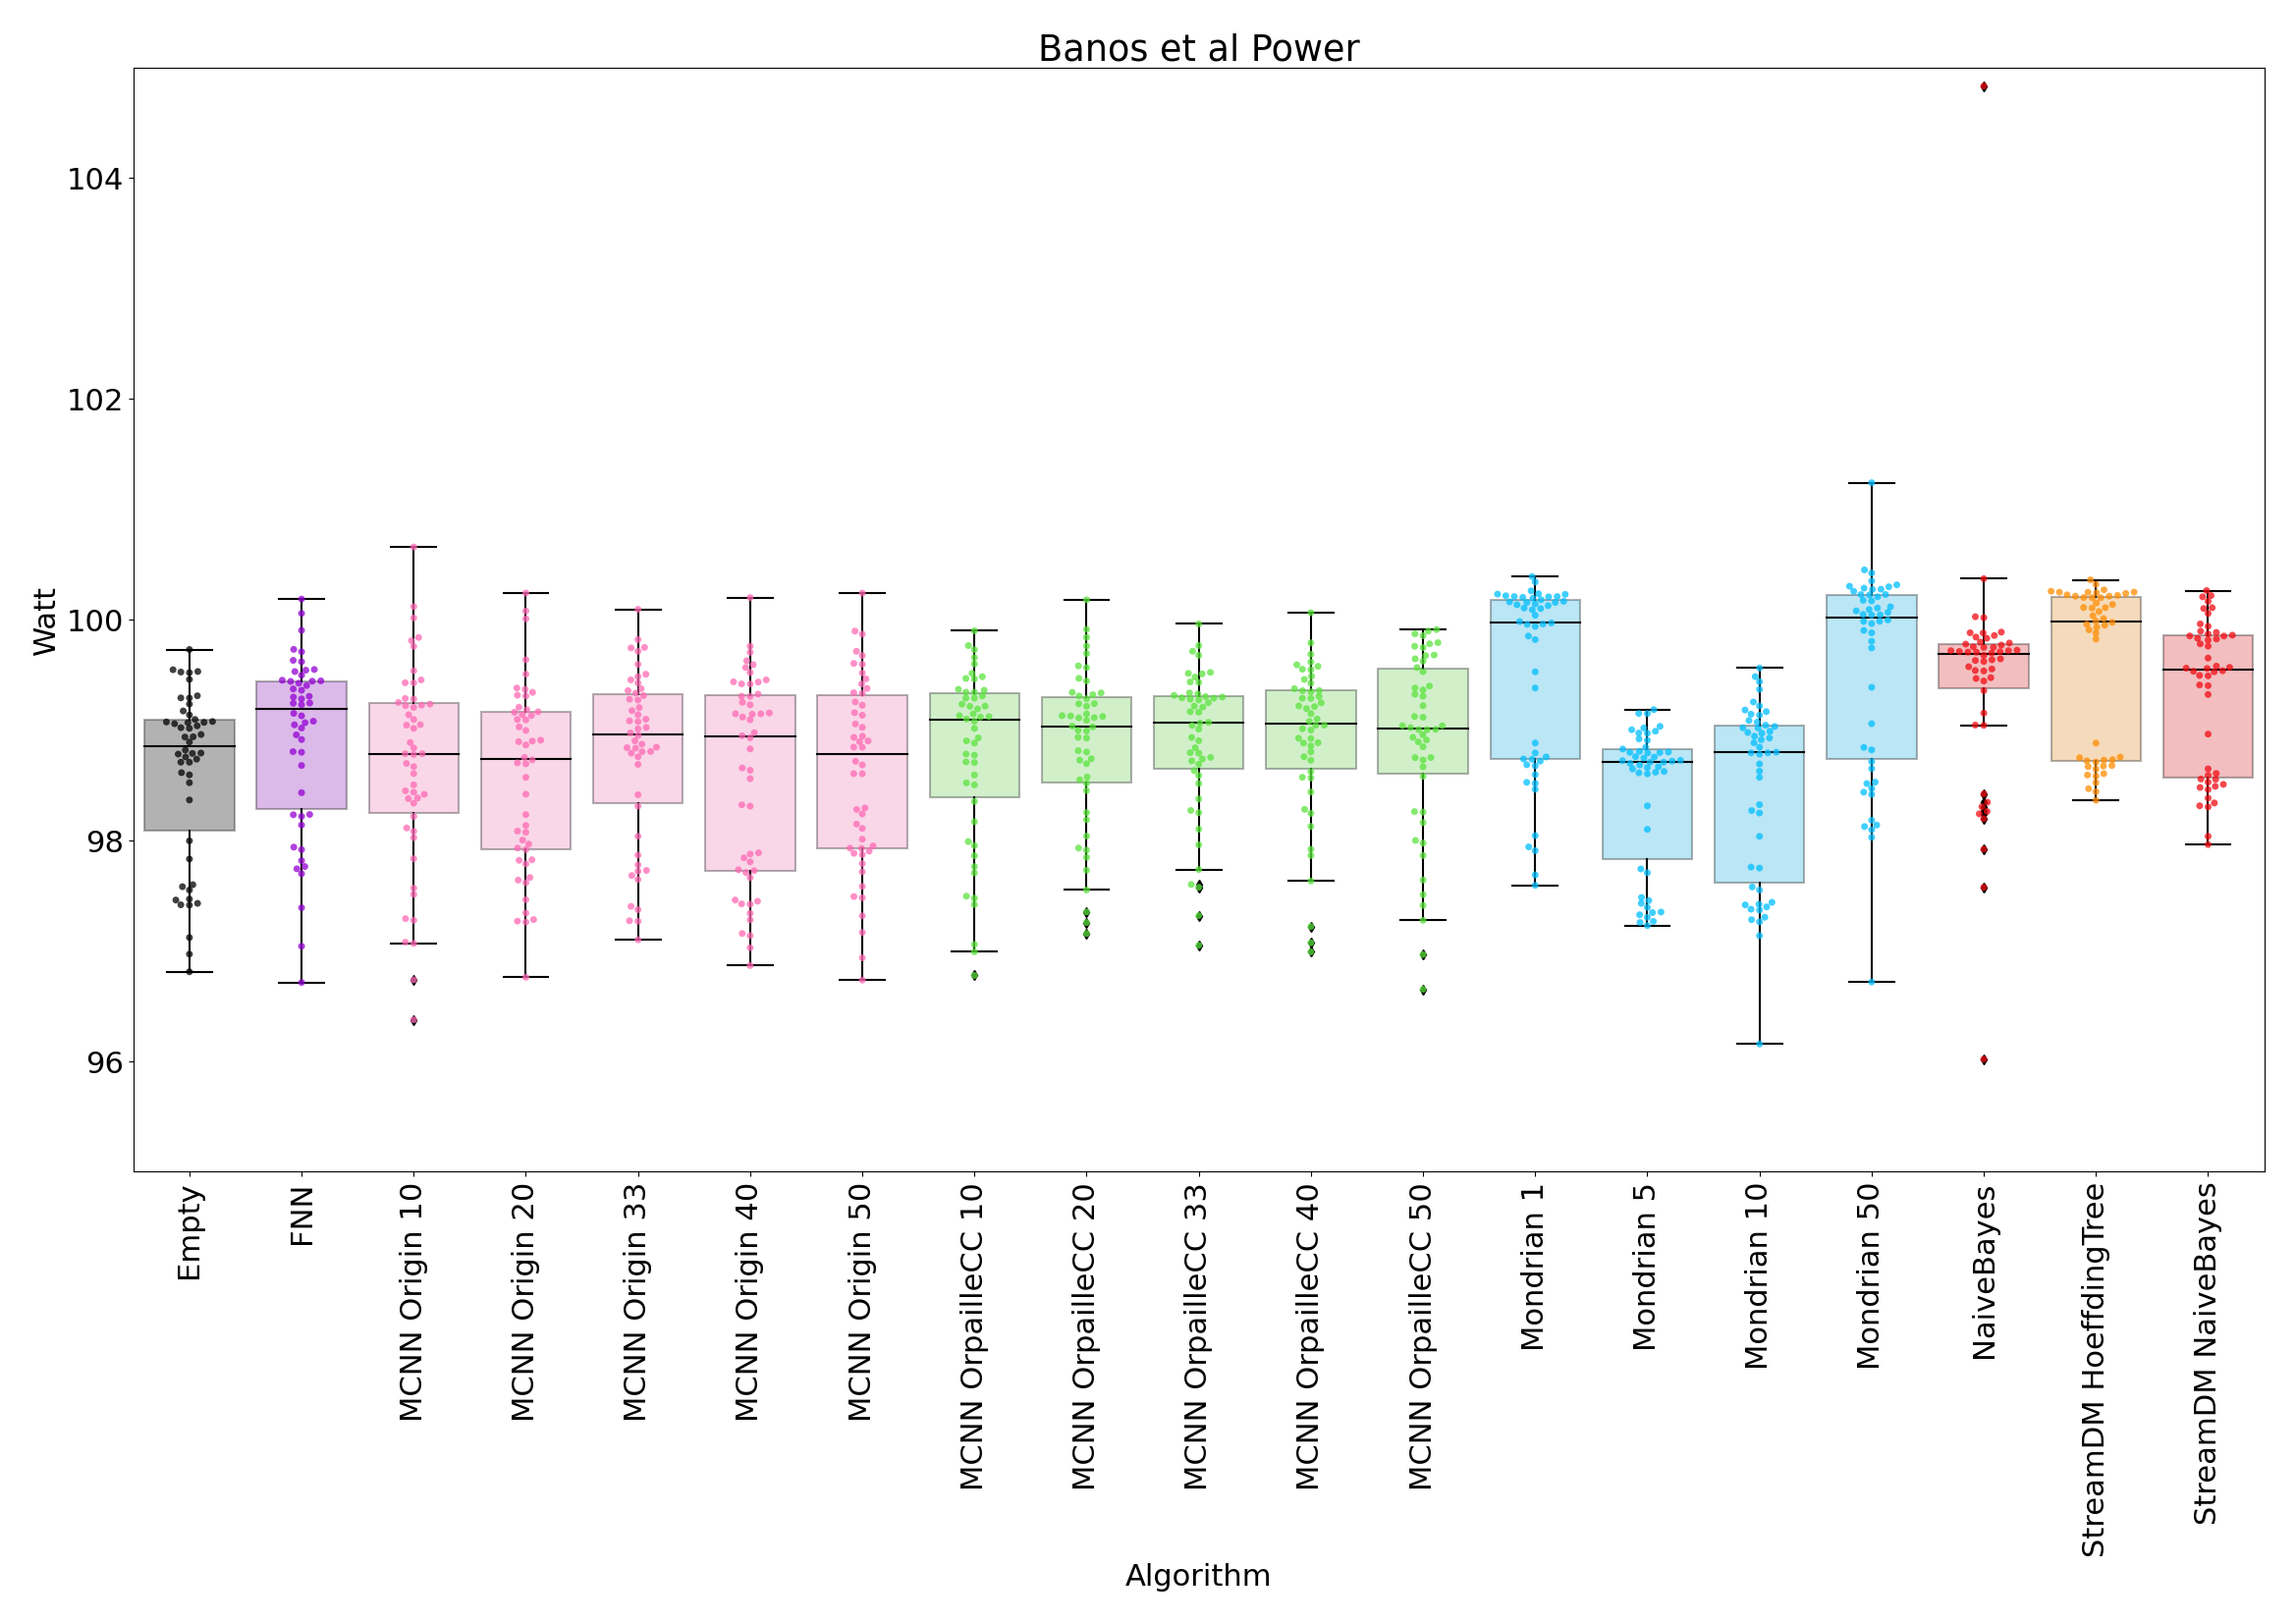 Banos et al Power
Watt
104
102
100
98
96
Empty
FNN
MCNN Origin 10
MCNN Origin 20
MCNN Origin 33
MCNN Origin 40
MCNN Origin 50
MCNN OrpailleCC 10
MCNN OrpailleCC 20
MCNN OrpailleCC 33
MCNN OrpailleCC 40
MCNN OrpailleCC 50
Mondrian 1
Mondrian 5
Mondrian 10
Mondrian 50
NaiveBayes
StreamDM HoeffdingTree
StreamDM NaiveBayes
Algorithm